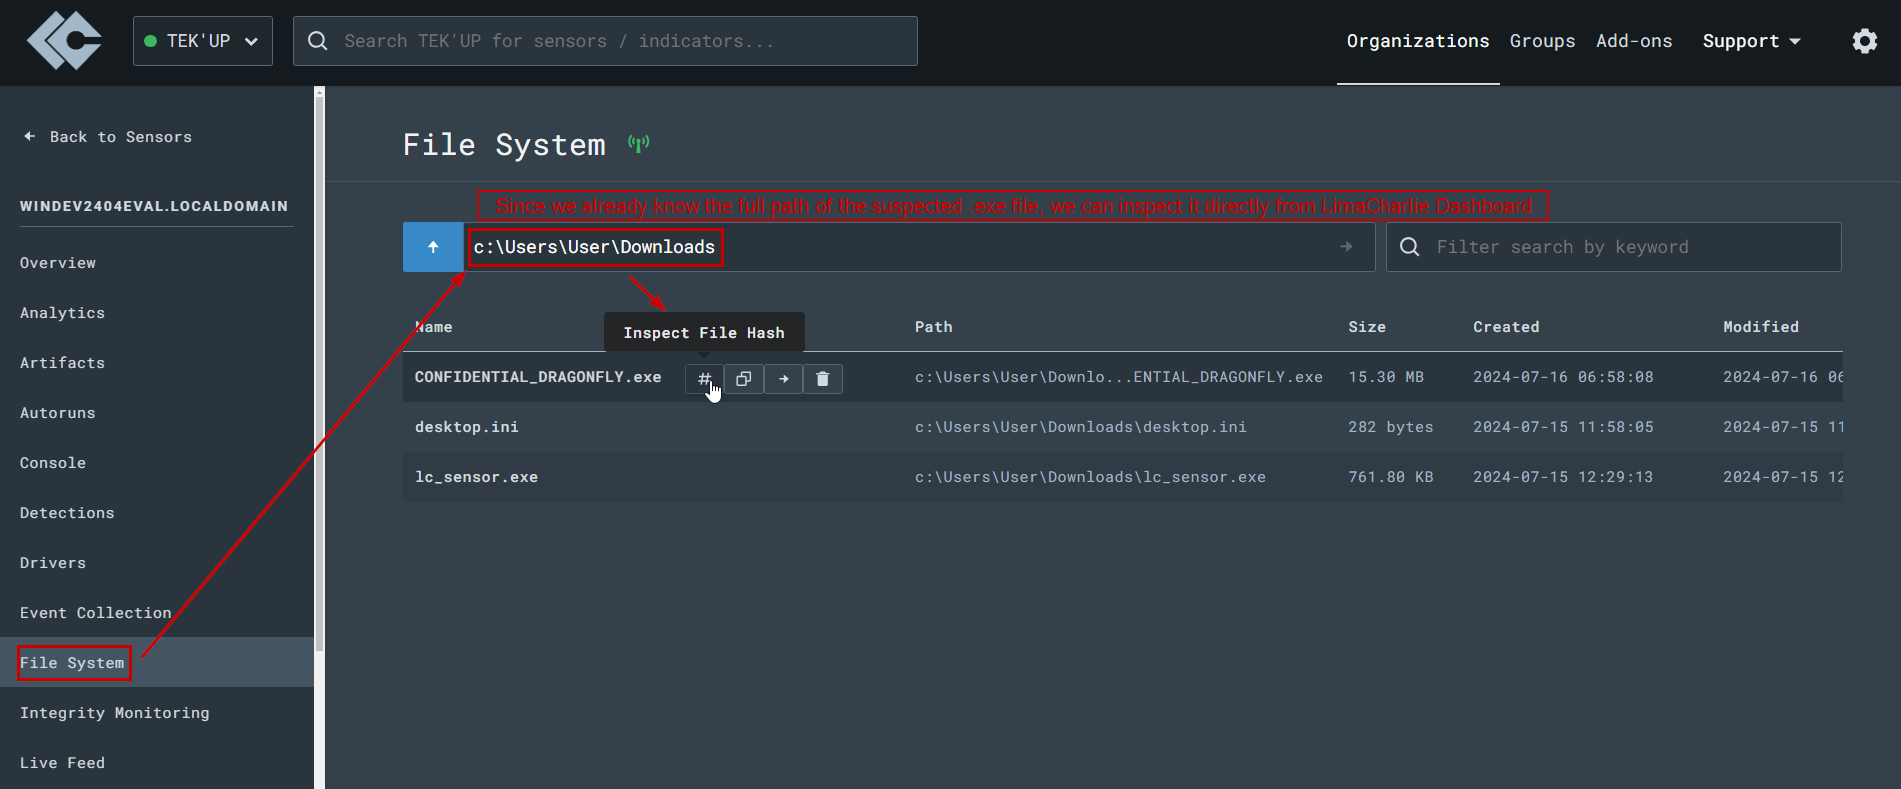 TEK'UP
Search TEK'UP for sensors / indicators...
Organizations
Groups
Add-ons
Support
Back to Sensors
WINDEV2404EVAL.LOCALDOMAIN
Overview
Analytics
Artifacts
Autoruns
Console
Detections
Drivers
Event Collection
File System
Integrity Monitoring
Live Feed
File System
Since we already know the full path of the suspected .exe file, we can inspect it directly from LimaCharlie Dashboard
c:\Users\User\Downloads
Filter search by keyword
Inspect File Hash
Name Path Size Created Modified
CONFIDENTIAL_DRAGONFLY.exe # c:\Users\User\Downlo...ENTIAL_DRAGONFLY.exe 15.30 MB 2024-07-16 06:58:08 2024-07-16 06
desktop.ini c:\Users\User\Downloads\desktop.ini 282 bytes 2024-07-15 11:58:05 2024-07-15 11
lc_sensor.exe c:\Users\User\Downloads\lc_sensor.exe 761.80 KB 2024-07-15 12:29:13 2024-07-15 12